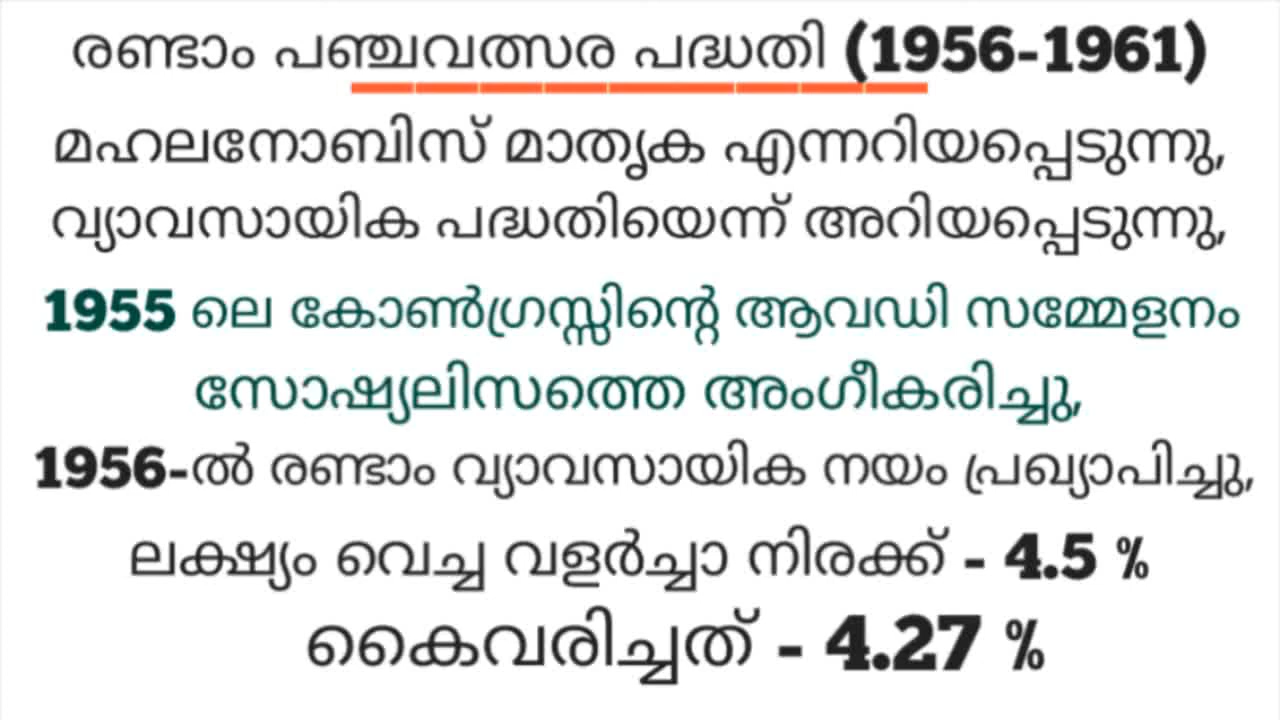 രണ്ടാം പഞ്ചവത്സര പദ്ധതി (1956-1961)
മഹലനോബിസ് മാതൃക എന്നറിയപ്പെടുന്നു,
വ്യാവസായിക പദ്ധതിയെന്ന് അറിയപ്പെടുന്നു,
1955 ലെ കോൺഗ്രസ്സിന്റെ ആവഡി സമ്മേളനം
സോഷ്യലിസത്തെ അംഗീകരിച്ചു,
1956-ൽ രണ്ടാം വ്യാവസായിക നയം പ്രഖ്യാപിച്ചു,
ലക്ഷ്യം വെച്ച വളർച്ചാ നിരക്ക് - 4.5 %
കൈവരിച്ചത് - 4.27 %